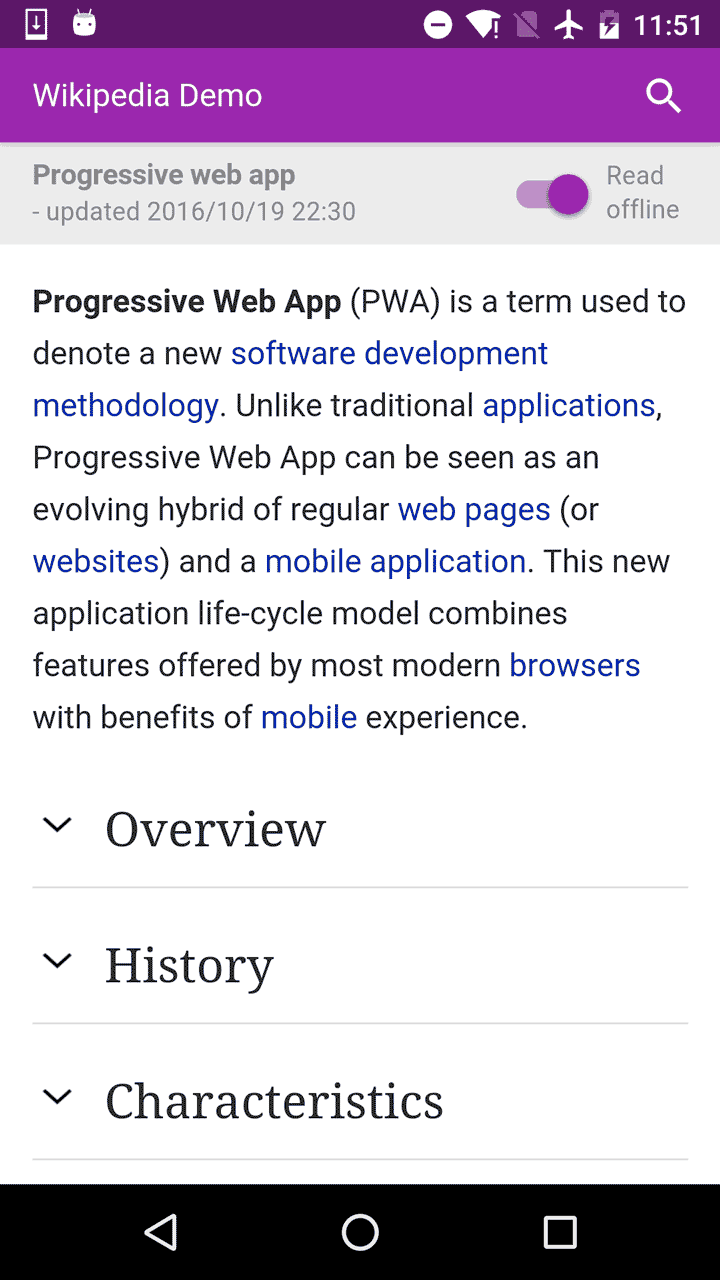 11:51
Wikipedia Demo
Progressive web app
- updated 2016/10/19 22:30
Read
offline
Progressive Web App (PWA) is a term used to
denote a new software development
methodology. Unlike traditional applications,
Progressive Web App can be seen as an
evolving hybrid of regular web pages (or
websites) and a mobile application. This new
application life-cycle model combines
features offered by most modern browsers
with benefits of mobile experience.
Overview
History
Characteristics